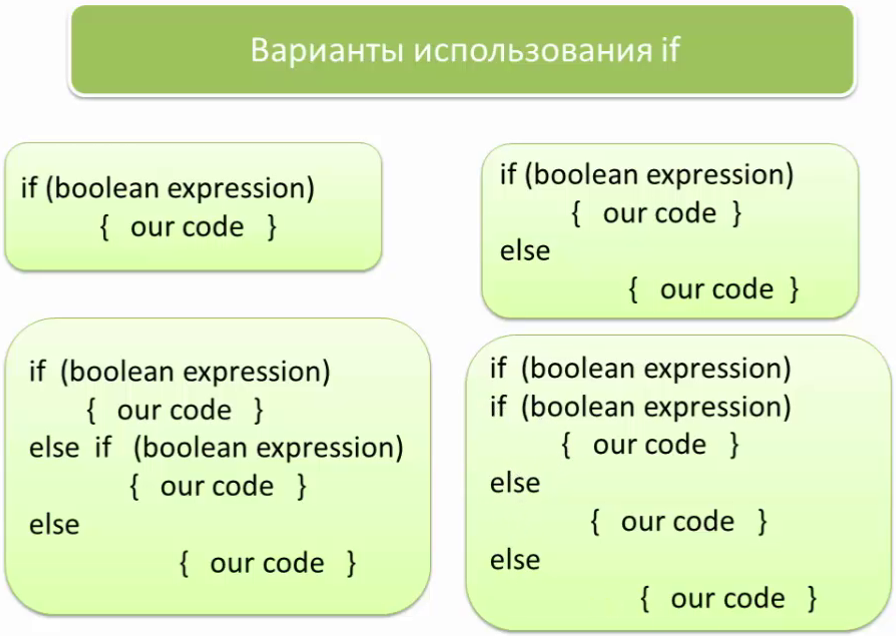 Варианты использования if
if (boolean expression)
{ our code }
if (boolean expression)
{ our code }
else
{ our code }
if (boolean expression)
{ our code }
else if (boolean expression)
{ our code }
else
{ our code }
if (boolean expression)
if (boolean expression)
{ our code }
else
{ our code }
else
{ our code }